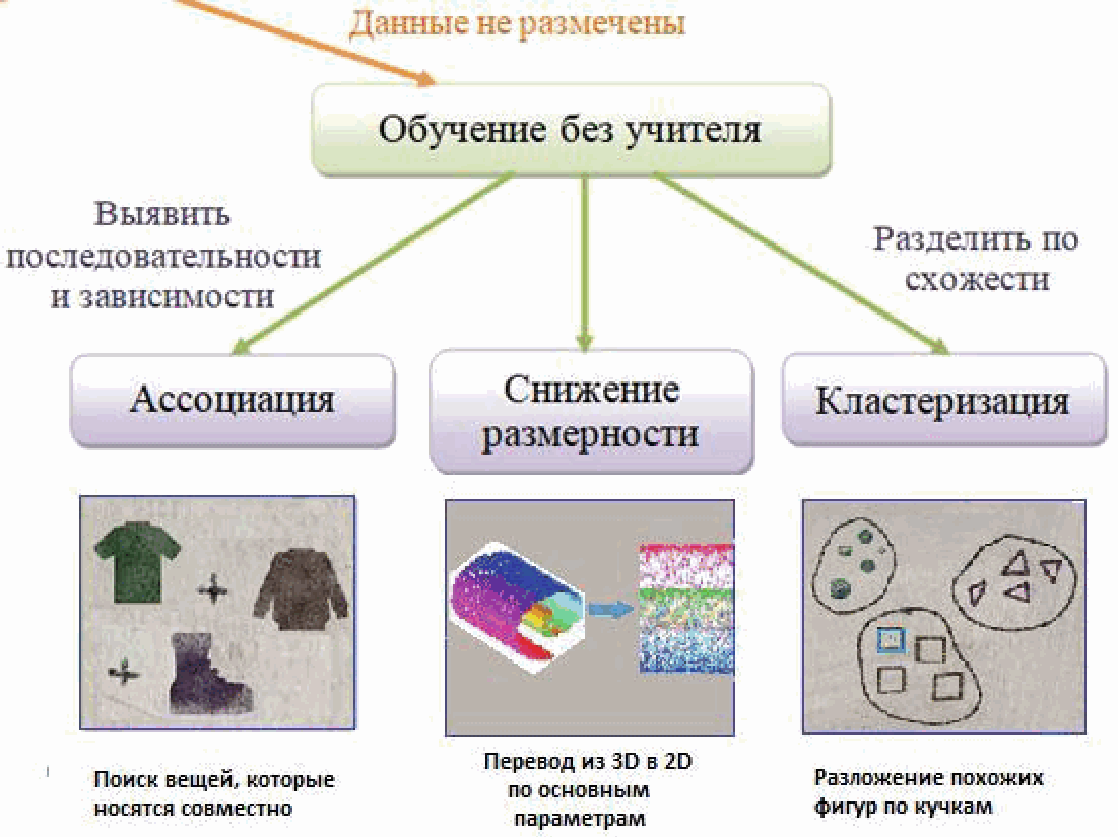 Данные не размечены
Обучение без учителя
Выявить
последовательности
и зависимости
Разделить по
схожести
Ассоциация
Снижение
размерности
Кластеризация
Поиск вещей, которые
носятся совместно
Перевод из 3D в 2D
по основным
параметрам
Разложение похожих
фигур по кучкам